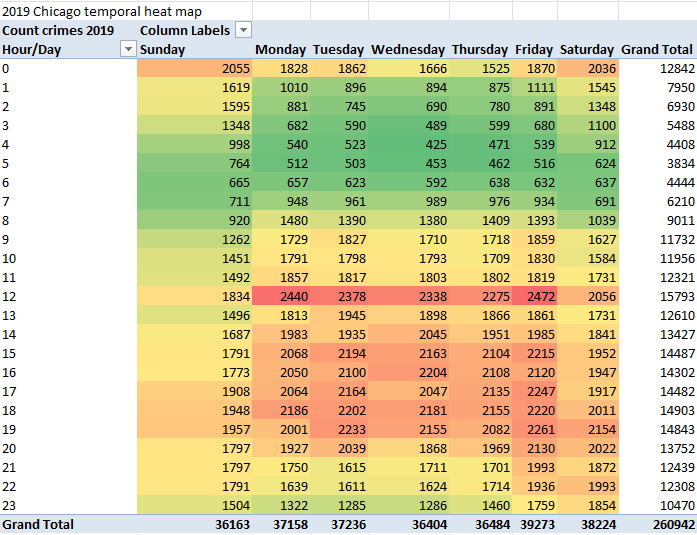 2019 Chicago temporal heat map
Count crimes 2019 Column Labels
Hour/Day Sunday Monday Tuesday Wednesday Thursday Friday Saturday Grand Total
0 2055 1828 1862 1666 1525 1870 2036 12842
1 1619 1010 896 894 875 1111 1545 7950
2 1595 881 745 690 780 891 1348 6930
3 1348 682 590 489 599 680 1100 5488
4 998 540 523 425 471 539 912 4408
5 764 512 503 453 462 516 624 3834
6 665 657 623 592 638 632 637 4444
7 711 948 961 989 976 934 691 6210
8 920 1480 1390 1380 1409 1393 1039 9011
9 1262 1729 1827 1710 1718 1859 1627 11732
10 1451 1791 1798 1793 1709 1830 1584 11956
11 1492 1857 1817 1803 1802 1819 1731 12321
12 1834 2440 2378 2338 2275 2472 2056 15793
13 1496 1813 1945 1898 1866 1861 1731 12610
14 1687 1983 1935 2045 1951 1985 1841 13427
15 1791 2068 2194 2163 2104 2215 1952 14487
16 1773 2050 2100 2204 2108 2120 1947 14302
17 1908 2064 2164 2047 2135 2247 1917 14482
18 1948 2186 2202 2181 2155 2220 2011 14903
19 1957 2001 2233 2155 2082 2261 2154 14843
20 1797 1927 2039 1868 1969 2130 2022 13752
21 1797 1750 1615 1711 1701 1993 1872 12439
22 1791 1639 1611 1624 1714 1936 1993 12308
23 1504 1322 1285 1286 1460 1759 1854 10470
Grand Total 36163 37158 37236 36404 36484 39273 38224 260942